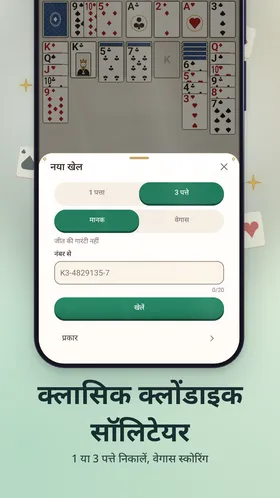 नया खेल
1 पत्ता
3 पत्ते
मानक
वेगास
जीत की गारंटी नहीं
नंबर से
K3-4829135-7
0/20
खेलें
प्रकार
क्लासिक क्लोंडाइक
सॉलिटेयर
1 या 3 पत्ते निकालें, वेगास स्कोरिंग